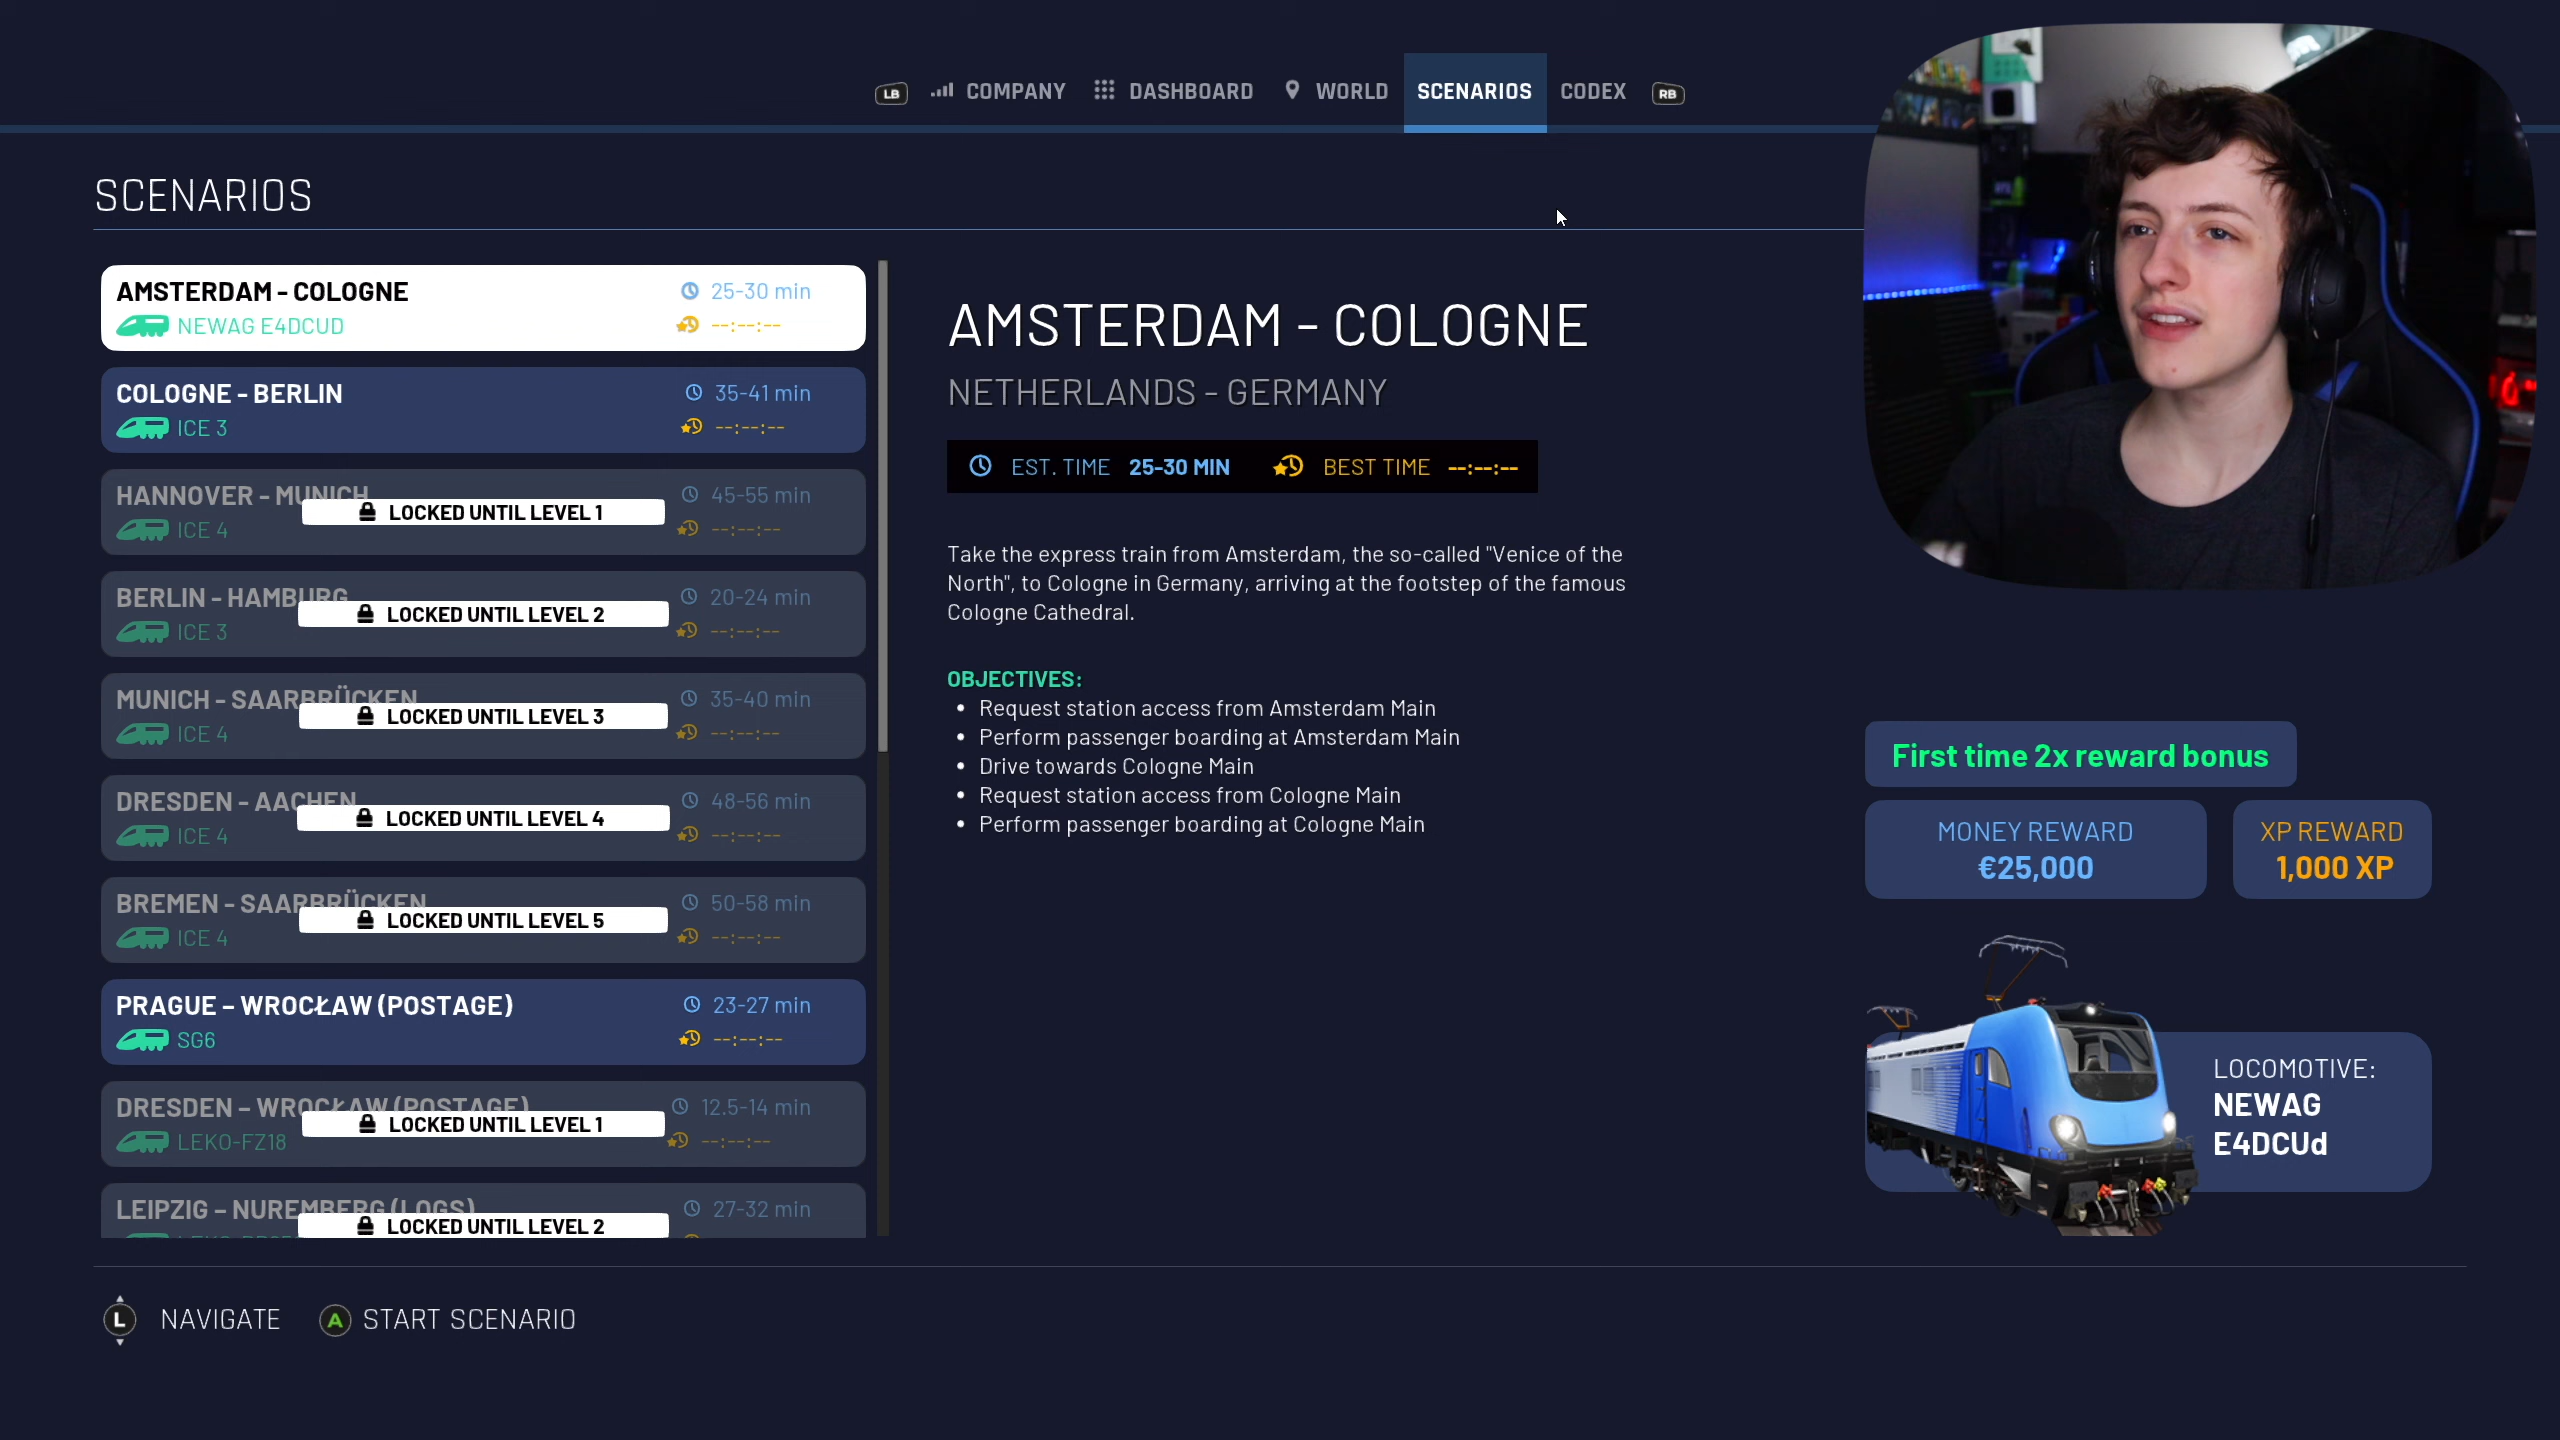 LB COMPANY DASHBOARD WORLD SCENARIOS CODEX RB
SCENARIOS
AMSTERDAM - COLOGNE 25-30 min
NEWAG E4DCUD --:--:--
COLOGNE - BERLIN 35-41 min
ICE 3 --:--:--
HANNOVER - MUNICH 45-55 min
LOCKED UNTIL LEVEL 1
ICE 4 --:--:--
BERLIN - HAMBURG 20-24 min
LOCKED UNTIL LEVEL 2
ICE 3 --:--:--
MUNICH - SAARBRÜCKEN 35-40 min
LOCKED UNTIL LEVEL 3
ICE 4 --:--:--
DRESDEN - AACHEN 48-56 min
LOCKED UNTIL LEVEL 4
ICE 4 --:--:--
BREMEN - SAARBRÜCKEN 50-58 min
LOCKED UNTIL LEVEL 5
ICE 4 --:--:--
PRAGUE – WROCŁAW (POSTAGE) 23-27 min
SG6 --:--:--
DRESDEN – WROCŁAW (POSTAGE) 12.5-14 min
LOCKED UNTIL LEVEL 1
LEKO-FZ18 --:--:--
LEIPZIG – NUREMBERG (LOGS) 27-32 min
LOCKED UNTIL LEVEL 2
AMSTERDAM - COLOGNE
NETHERLANDS - GERMANY
EST. TIME 25-30 MIN BEST TIME --:--:--
Take the express train from Amsterdam, the so-called "Venice of the
North", to Cologne in Germany, arriving at the footstep of the famous
Cologne Cathedral.
OBJECTIVES:
• Request station access from Amsterdam Main
• Perform passenger boarding at Amsterdam Main
• Drive towards Cologne Main
• Request station access from Cologne Main
• Perform passenger boarding at Cologne Main
First time 2x reward bonus
MONEY REWARD
€25,000
XP REWARD
1,000 XP
LOCOMOTIVE:
NEWAG
E4DCUd
L NAVIGATE A START SCENARIO